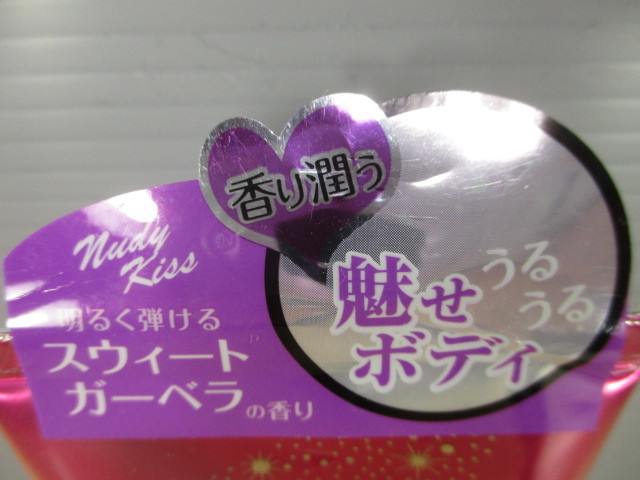 香り潤う
Nudy
Kiss
明るく弾ける
スウィート
ガーベラの香り
うる
うる
魅せ
ボディ